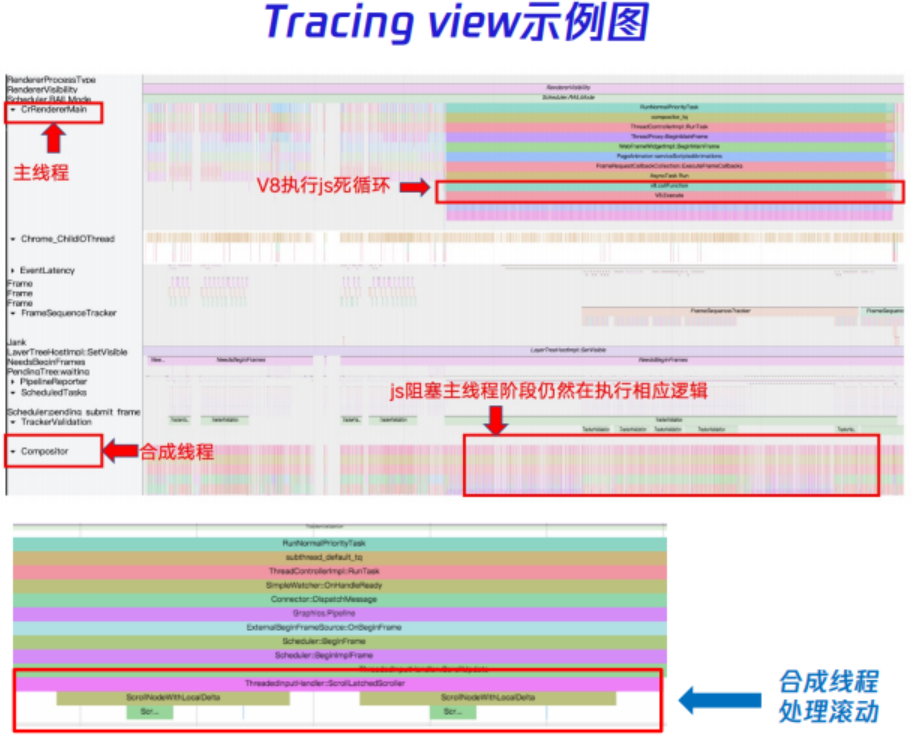 Tracing view示例图
RendererProcessType
RendererVisibility
RendererVisibility
Scheduler.RAILMode
Scheduler.RAILMode
CrRendererMain
RunNormalPriorityTask
compositor_tq
ThreadControllerImpl::RunTask
ThreadProxy::BeginMainFrame
WebFrameWidgetImpl::BeginMainFrame
PageAnimator::serviceScriptedAnimations
FrameRequestCallbackCollection::ExecuteFrameCallbacks
AsyncTask Run
主线程
V8执行js死循环
v8.callFunction
V8.Execute
Chrome_ChildIOThread
EventLatency
Frame
Frame
Frame
FrameSequenceTracker
FrameSequenceTracker
FrameSequen
Jank
LayerTreeHostImpl::SetVisible
LayerTreeHostImpl::SetVisible
NeedsBeginFrames
Nee...
NeedsBeginFrames
NeedsBeginFrames
PendingTree:waiting
PipelineReporter
ScheduledTasks
js阻塞主线程阶段仍然在执行相应逻辑
Scheduler:pending_submit_frame
TrackerValidation
Compositor
合成线程
RunNormalPriorityTask
subthread_default_tq
ThreadControllerImpl::RunTask
SimpleWatcher::OnHandleReady
Connector::DispatchMessage
Graphics.Pipeline
ExternalBeginFrameSource::OnBeginFrame
Scheduler::BeginFrame
Scheduler::BeginImplFrame
ThreadedInputHandler::ScrollUpdate
ThreadedInputHandler::ScrollLatchedScroller
ScrollNodeWithLocalDelta
ScrollNodeWithLocalDelta
Scr...
Scr...
合成线程
处理滚动